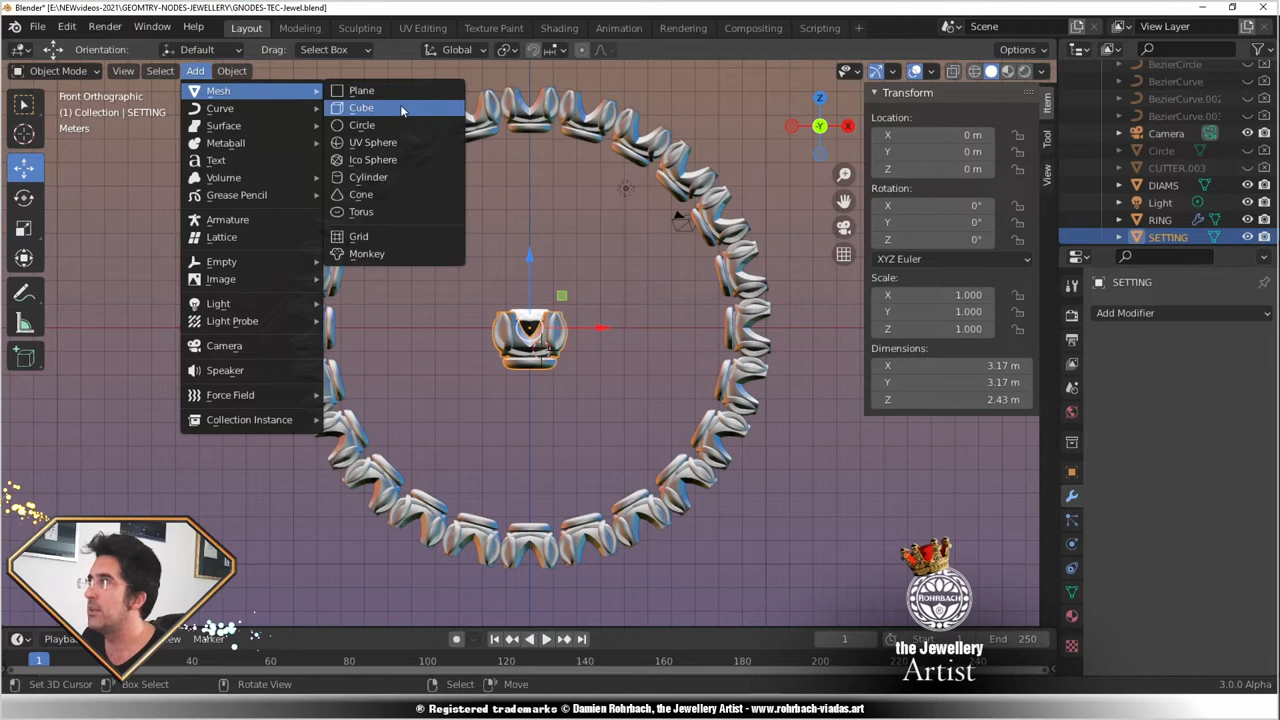 Blender* [E:\NEWvideos-2021\GEOMTRY-NODES-JEWELLERY\GNODES-TEC-Jewel.blend]
File Edit Render Window Help
Layout Modeling Sculpting UV Editing Texture Paint Shading Animation Rendering Compositing Scripting +
Scene
View Layer
Orientation: Default Drag: Select Box Global Options
Object Mode View Select Add Object
Front Orthographic
(1) Collection | SETTING
Meters
Mesh
Curve
Surface
Metaball
Text
Volume
Grease Pencil
Armature
Lattice
Empty
Image
Light
Light Probe
Camera
Speaker
Force Field
Collection Instance
Plane
Cube
Circle
UV Sphere
Ico Sphere
Cylinder
Cone
Torus
Grid
Monkey
Z
-Y
X
Transform
Location:
X 0 m
Y 0 m
Z 0 m
Rotation:
X 0°
Y 0°
Z 0°
XYZ Euler
Scale:
X 1.000
Y 1.000
Z 1.000
Dimensions:
X 3.17 m
Y 3.17 m
Z 2.43 m
Item
Tool
View
BezierCircle
BezierCurve
BezierCurve.002
BezierCurve.003
Camera
Circle
CUTTER.003
DIAMS
Light
RING
SETTING
SETTING
Add Modifier
ROHRBACH
the Jewellery
Artist
Marker
1 Start 1 End 250
1 40 60 80 100 120 140 160 180 200 220 240
Set 3D Cursor Box Select Rotate View Select Move 3.0.0 Alpha
® Registered trademarks © Damien Rohrbach, the Jewellery Artist - www.rohrbach-viadas.art